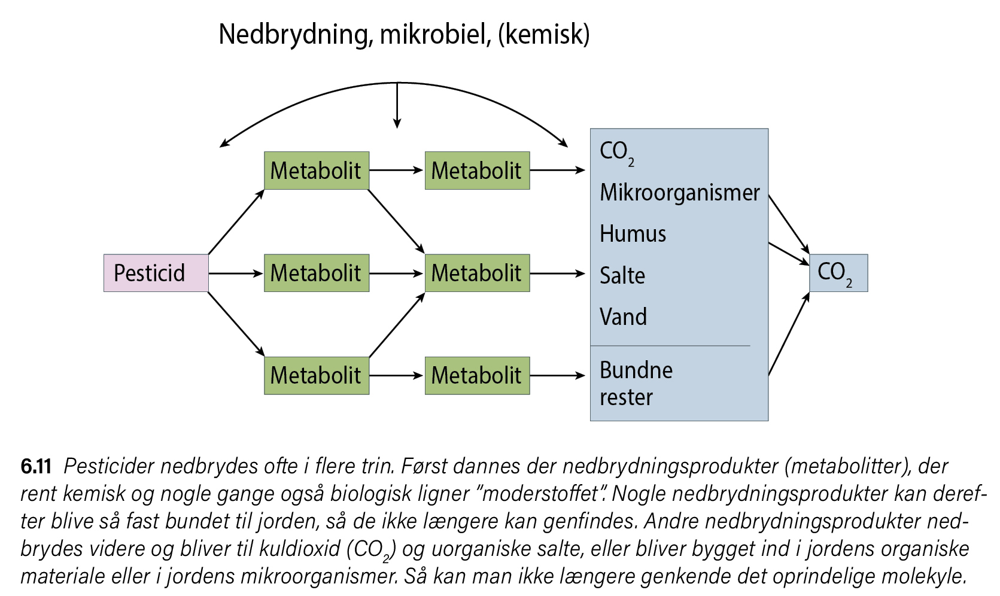 Nedbrydning, mikrobiel, (kemisk)
Metabolit Metabolit
Pesticid Metabolit Metabolit
Metabolit Metabolit
CO₂
Mikroorganismer
Humus
Salte
Vand
Bundne
rester
CO₂
6.11 Pesticider nedbrydes ofte i flere trin. Først dannes der nedbrydningsprodukter (metabolitter), der
rent kemisk og nogle gange også biologisk ligner ”moderstoffet”. Nogle nedbrydningsprodukter kan deref-
ter blive så fast bundet til jorden, så de ikke længere kan genfindes. Andre nedbrydningsprodukter ned-
brydes videre og bliver til kuldioxid (CO₂) og uorganiske salte, eller bliver bygget ind i jordens organiske
materiale eller i jordens mikroorganismer. Så kan man ikke længere genkende det oprindelige molekyle.